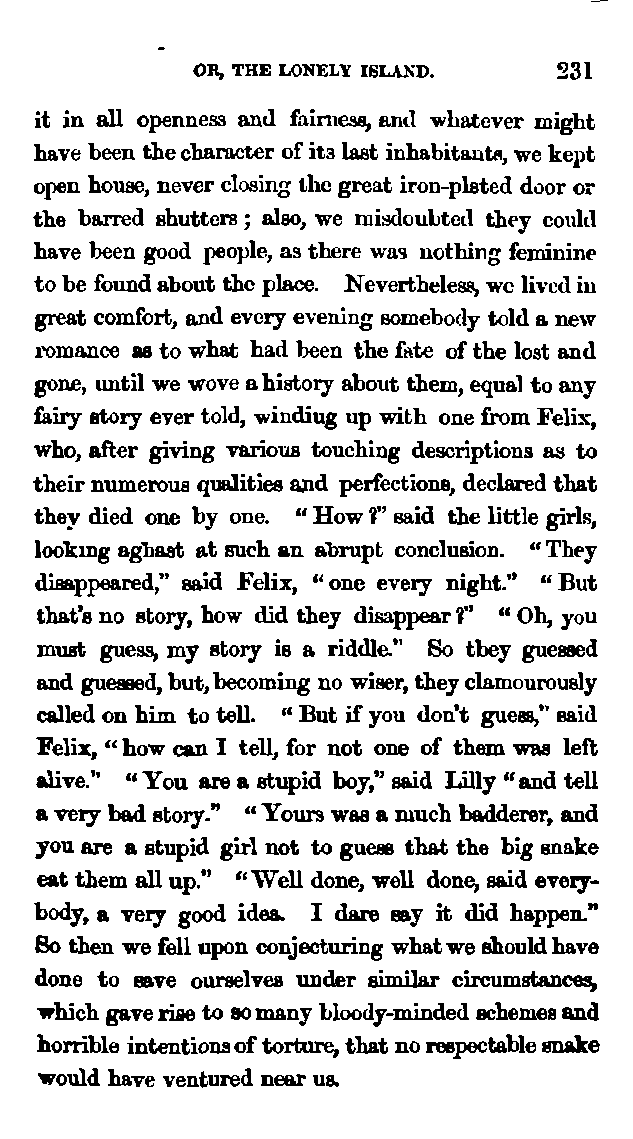 OR, THE LONELY ISLAND. 231
it in all openness and fairness, and whatever might
have been the character of its last inhabitants, we kept
open house, never closing the great iron-plated door or
the barred shutters; also, we misdoubted they could
have been good people, as there was nothing feminine
to be found about the place. Nevertheless, we lived in
great comfort, and every evening somebody told a new
romance as to what had been the fate of the lost and
gone, until we wove a history about them, equal to any
fairy story ever told, winding up with one from Felix,
who, after giving various touching descriptions as to
their numerous qualities and perfections, declared that
they died one by one. "How?" said the little girls,
looking aghast at such an abrupt conclusion. "They
disappeared," said Felix, "one every night." "But
that's no story, how did they disappear?" "Oh, you
must guess, my story is a riddle." So they guessed
and guessed, but, becoming no wiser, they clamourously
called on him to tell. "But if you don't guess," said
Felix, "how can I tell, for not one of them was left
alive." "You are a stupid boy," said Lilly "and tell
a very bad story." "Yours was a much badderer, and
you are a stupid girl not to guess that the big snake
eat them all up." "Well done, well done, said every-
body, a very good idea. I dare say it did happen."
So then we fell upon conjecturing what we should have
done to save ourselves under similar circumstances,
which gave rise to so many bloody-minded schemes and
horrible intentions of torture, that no respectable snake
would have ventured near us.